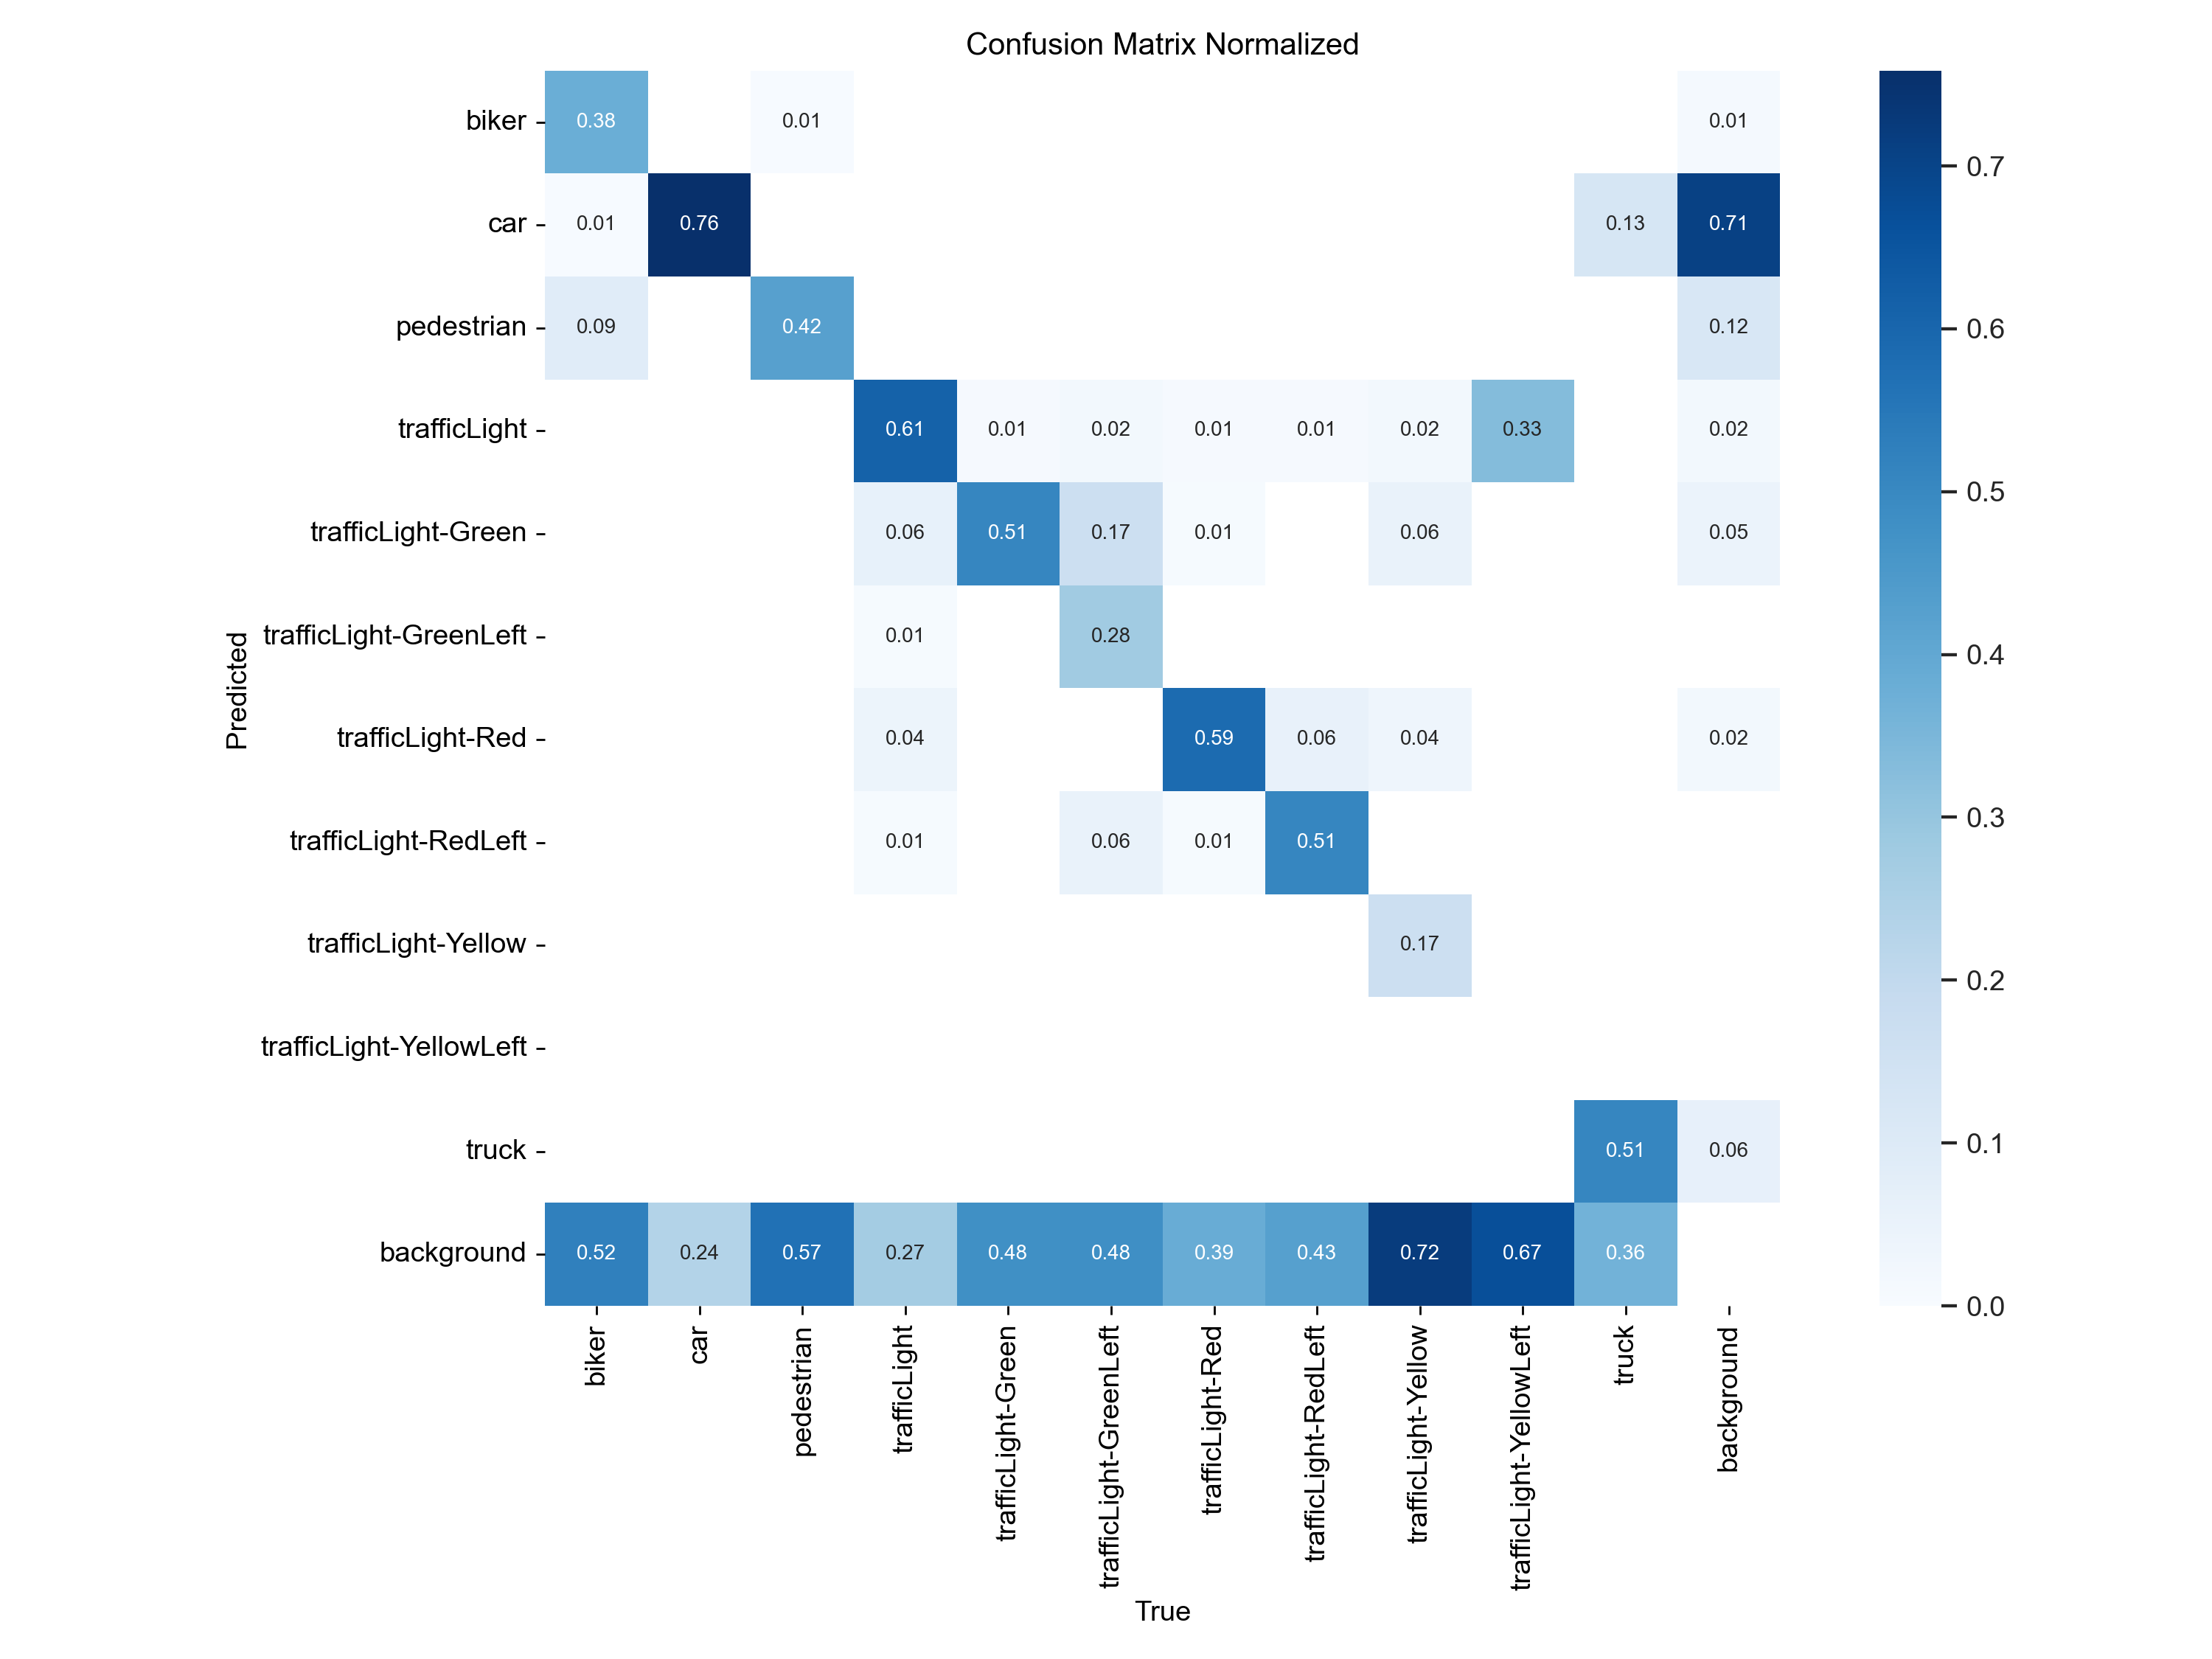 Confusion Matrix Normalized
biker 0.38 0.01 0.01
car 0.01 0.76 0.13 0.71
pedestrian 0.09 0.42 0.12
trafficLight 0.61 0.01 0.02 0.01 0.01 0.02 0.33 0.02
trafficLight-Green 0.06 0.51 0.17 0.01 0.06 0.05
trafficLight-GreenLeft 0.01 0.28
trafficLight-Red 0.04 0.59 0.06 0.04 0.02
trafficLight-RedLeft 0.01 0.06 0.01 0.51
trafficLight-Yellow 0.17
trafficLight-YellowLeft
truck 0.51 0.06
background 0.52 0.24 0.57 0.27 0.48 0.48 0.39 0.43 0.72 0.67 0.36
Predicted
biker
car
pedestrian
trafficLight
trafficLight-Green
trafficLight-GreenLeft
trafficLight-Red
trafficLight-RedLeft
trafficLight-Yellow
trafficLight-YellowLeft
truck
background
True
0.7
0.6
0.5
0.4
0.3
0.2
0.1
0.0